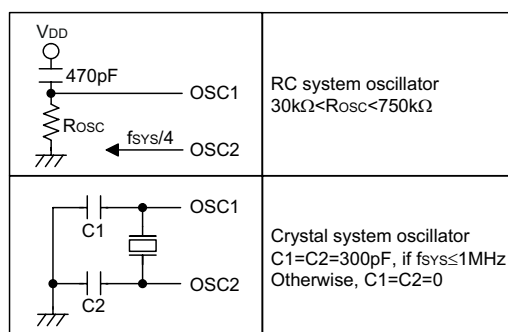 VDD
470pF
OSC1
ROSC
fSYS/4
OSC2
RC system oscillator
30kΩ<ROSC<750kΩ
OSC1
C1
OSC2
C2
Crystal system oscillator
C1=C2=300pF, if fSYS≤1MHz
Otherwise, C1=C2=0